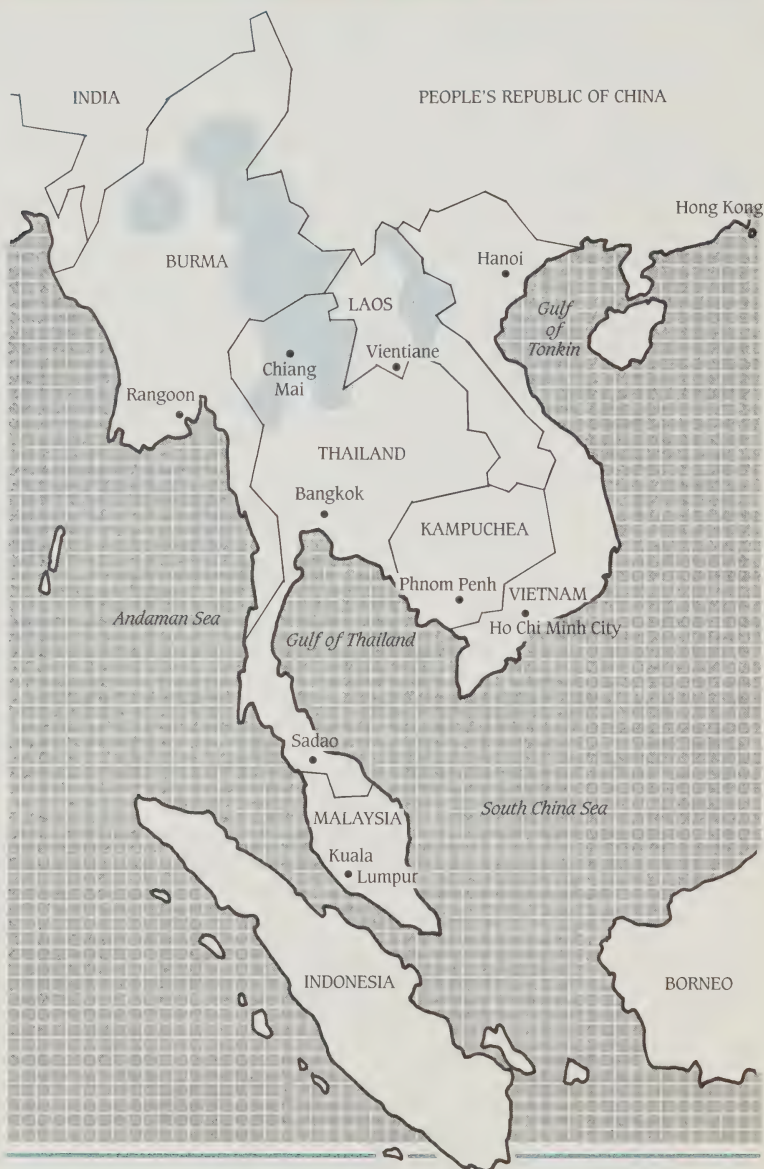 INDIA
PEOPLE'S REPUBLIC OF CHINA
Hong Kong
BURMA
Hanoi
LAOS
Gulf
of
Tonkin
Chiang
Mai
Vientiane
Rangoon
THAILAND
Bangkok
KAMPUCHEA
Phnom Penh
VIETNAM
Andaman Sea
Gulf of Thailand
Ho Chi Minh City
Sadao
South China Sea
MALAYSIA
Kuala
Lumpur
INDONESIA
BORNEO